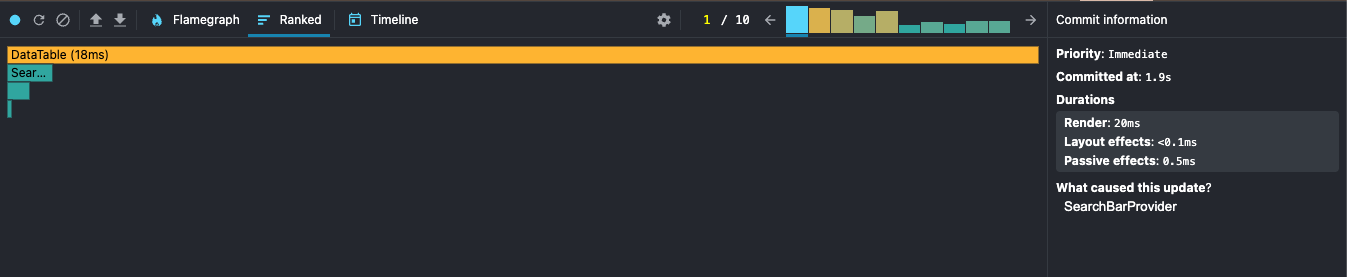 Flamegraph
Ranked
Timeline
1 / 10
Commit information
DataTable (18ms)
Sear...
Priority: Immediate
Committed at: 1.9s
Durations
Render: 20ms
Layout effects: <0.1ms
Passive effects: 0.5ms
What caused this update?
SearchBarProvider